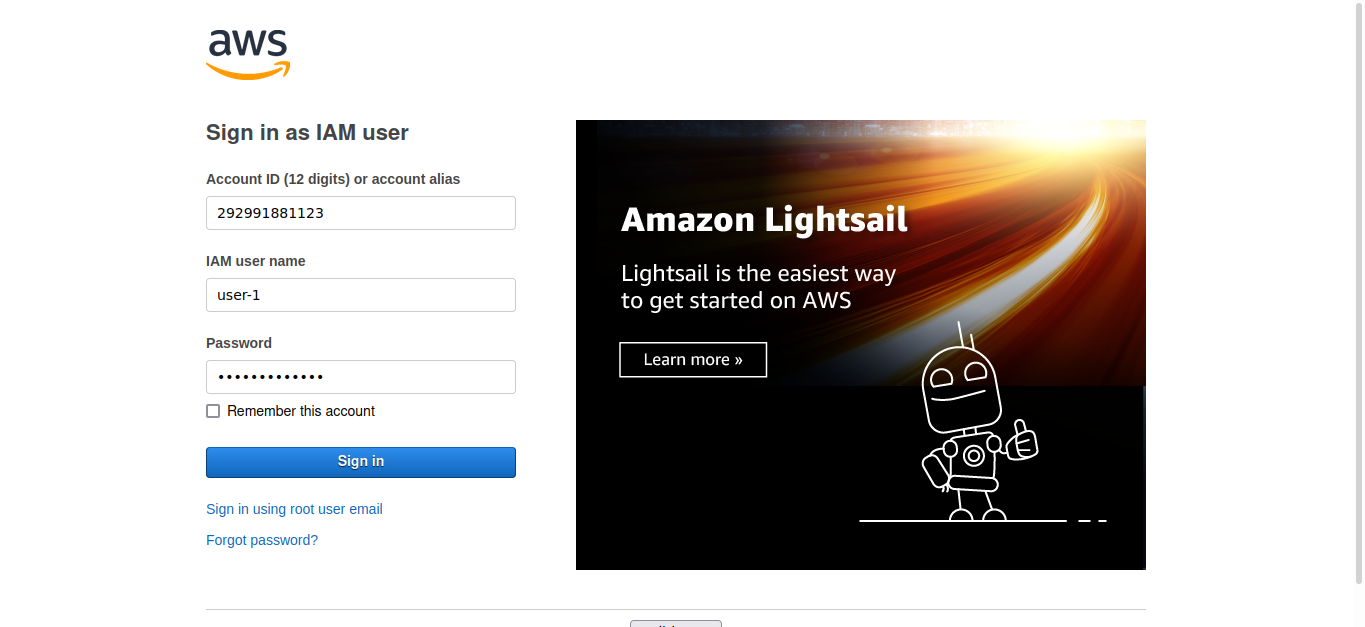 aws
Sign in as IAM user
Account ID (12 digits) or account alias
292991881123
IAM user name
user-1
Password
•••••••••••••
Remember this account
Sign in
Sign in using root user email
Forgot password?
Amazon Lightsail
Lightsail is the easiest way
to get started on AWS
Learn more »